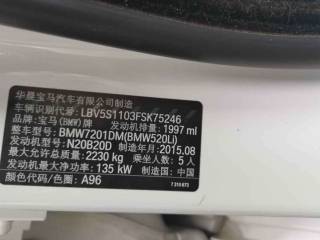 华晨宝马汽车有限公司制造
车辆识别代号: LBV5S1103FSK75246
品牌: 宝马(BMW)牌 发动机排量: 1997 ml
整车型号: BMW7201DM(BMW520Li)
发动机型号: N20B20D 制造年月: 2015.08
最大允许总质量: 2230 kg 乘坐人数: 5 人
发动机最大净功率: 135 kW 制造国: 中国
颜色代码/色: A96
7 310 673